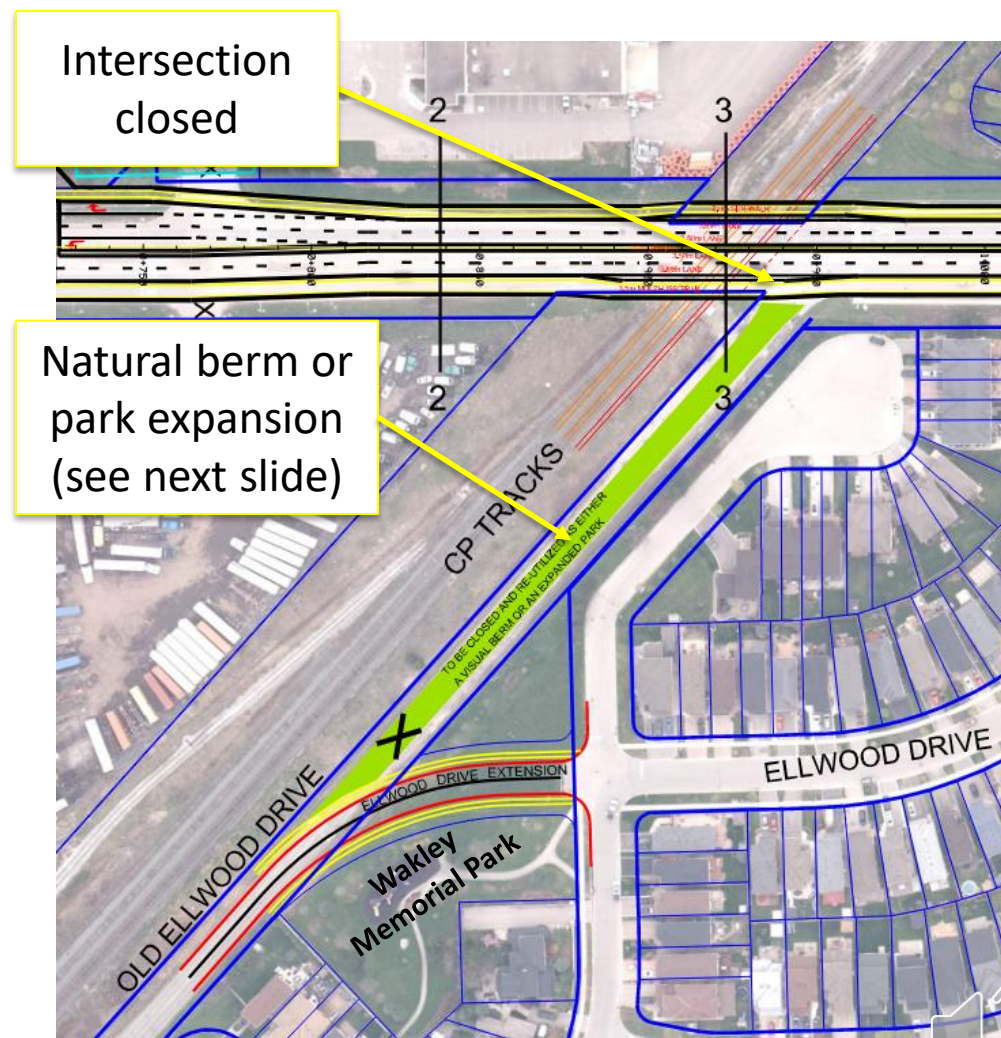 Intersection
closed
2
3
Natural berm or
park expansion
(see next slide)
2
3
CP TRACKS
TO BE CLOSED AND RE-UTILIZED AS EITHER
A VISUAL BERM OR AN EXPANDED PARK
X
ELLWOOD DRIVE EXTENSION
ELLWOOD DRIVE
OLD ELLWOOD DRIVE
Wakley
Memorial Park